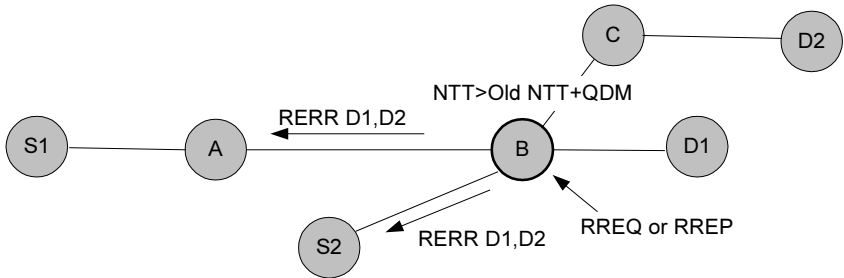 C
D2
NTT>Old NTT+QDM
RERR D1,D2
S1
A
B
D1
S2
RERR D1,D2
RREQ or RREP